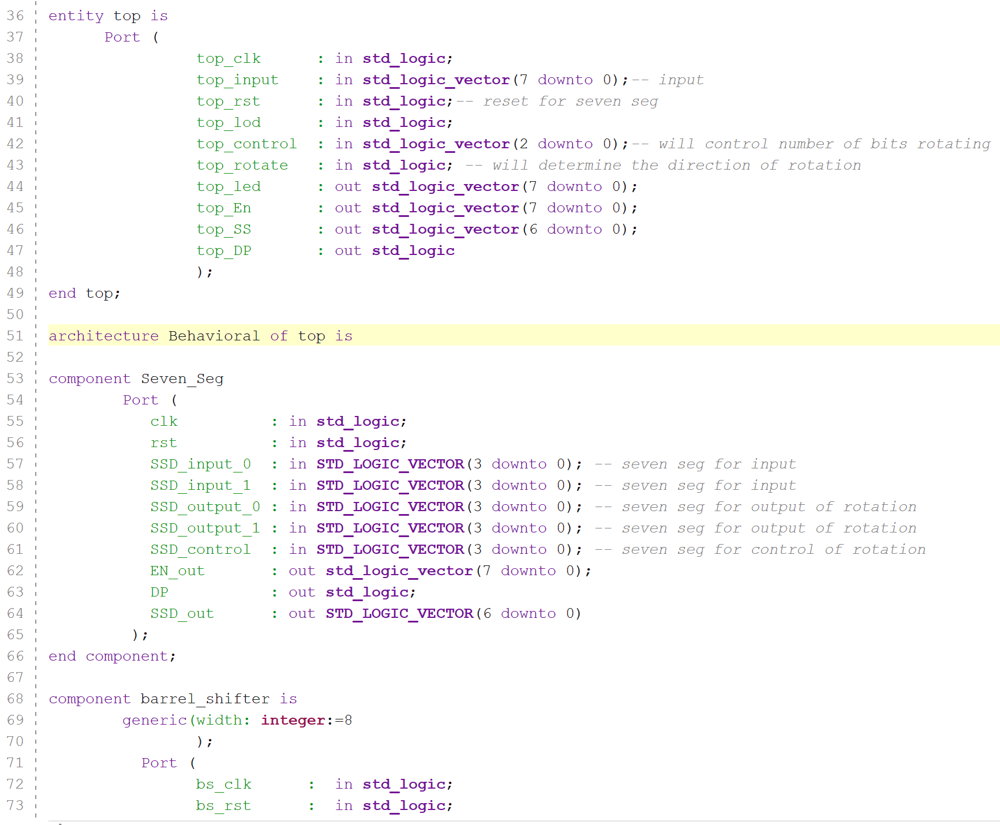 36 entity top is
37 Port (
38 top_clk : in std_logic;
39 top_input : in std_logic_vector(7 downto 0);-- input
40 top_rst : in std_logic;-- reset for seven seg
41 top_lod : in std_logic;
42 top_control : in std_logic_vector(2 downto 0);-- will control number of bits rotating
43 top_rotate : in std_logic; -- will determine the direction of rotation
44 top_led : out std_logic_vector(7 downto 0);
45 top_En : out std_logic_vector(7 downto 0);
46 top_SS : out std_logic_vector(6 downto 0);
47 top_DP : out std_logic
48 );
49 end top;
50
51 architecture Behavioral of top is
52
53 component Seven_Seg
54 Port (
55 clk : in std_logic;
56 rst : in std_logic;
57 SSD_input_0 : in STD_LOGIC_VECTOR(3 downto 0); -- seven seg for input
58 SSD_input_1 : in STD_LOGIC_VECTOR(3 downto 0); -- seven seg for input
59 SSD_output_0 : in STD_LOGIC_VECTOR(3 downto 0); -- seven seg for output of rotation
60 SSD_output_1 : in STD_LOGIC_VECTOR(3 downto 0); -- seven seg for output of rotation
61 SSD_control : in STD_LOGIC_VECTOR(3 downto 0); -- seven seg for control of rotation
62 EN_out : out std_logic_vector(7 downto 0);
63 DP : out std_logic;
64 SSD_out : out STD_LOGIC_VECTOR(6 downto 0)
65 );
66 end component;
67
68 component barrel_shifter is
69 generic(width: integer:=8
70 );
71 Port (
72 bs_clk : in std_logic;
73 bs_rst : in std_logic;